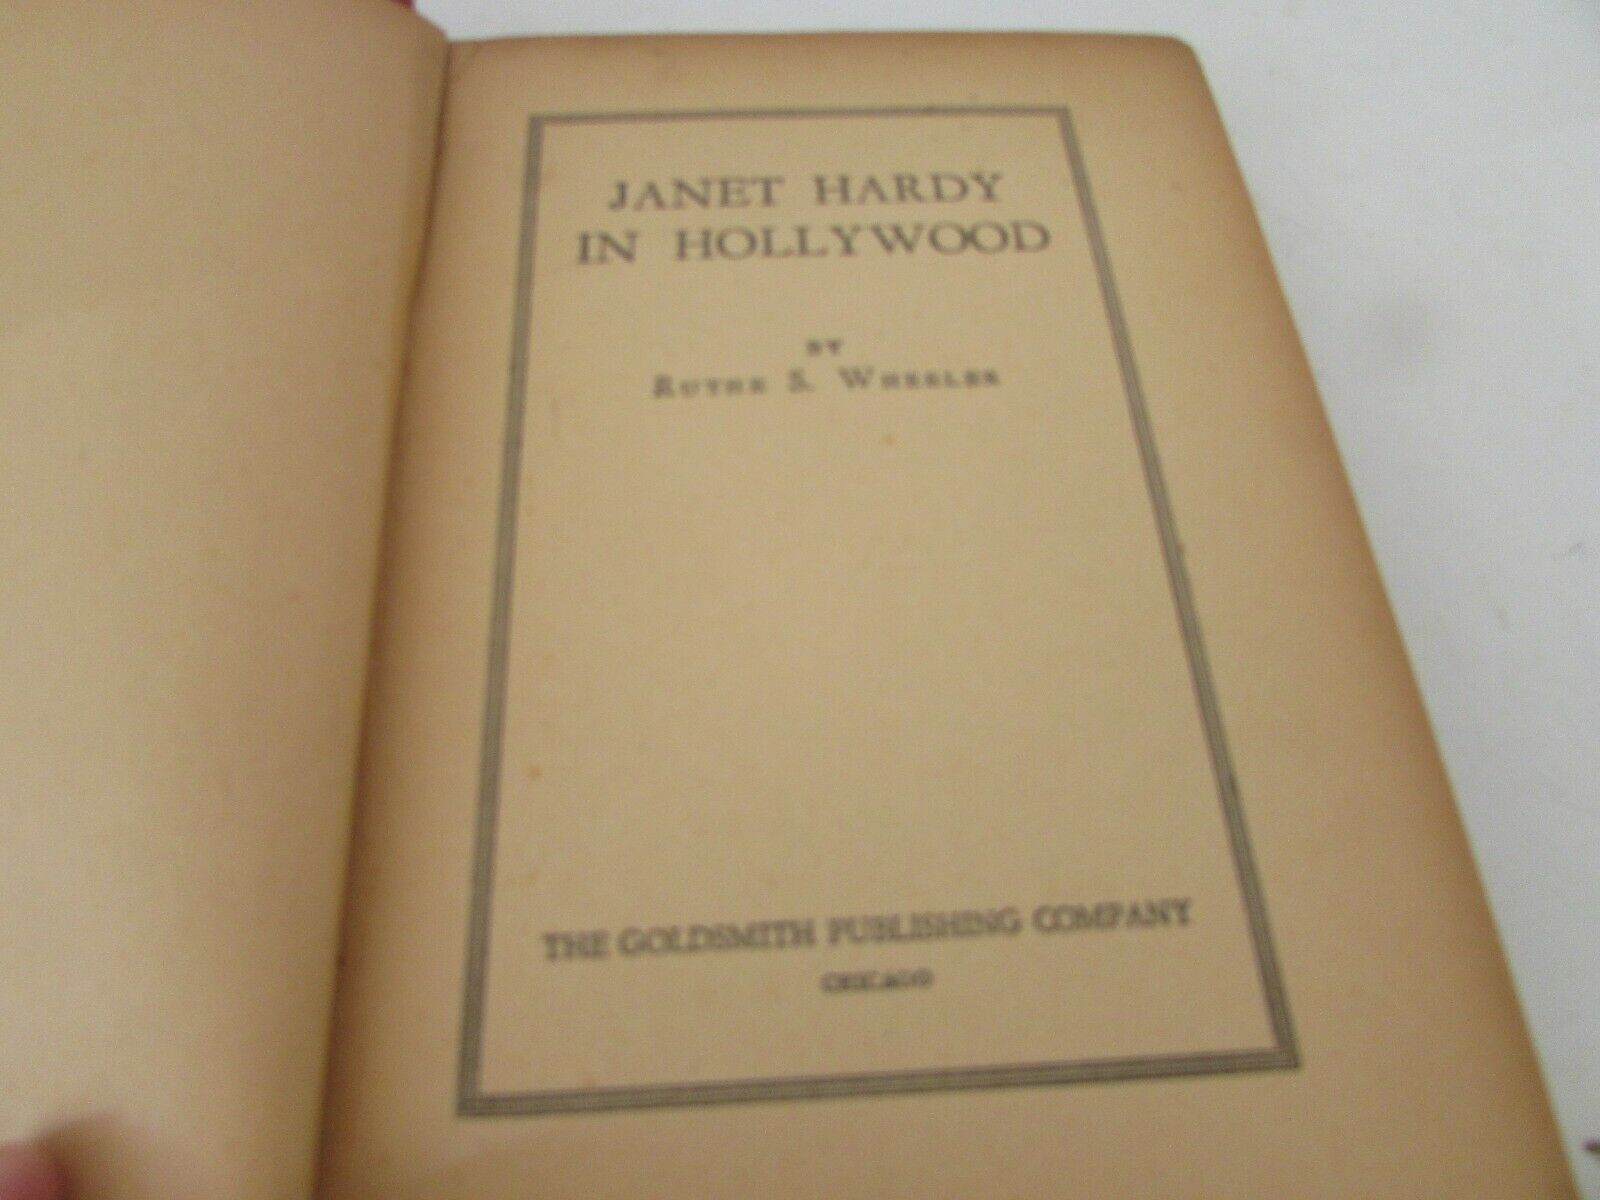 JANET HARDY
IN HOLLYWOOD
BY
RUTHE S. WHEELER
THE GOLDSMITH PUBLISHING COMPANY
CHICAGO